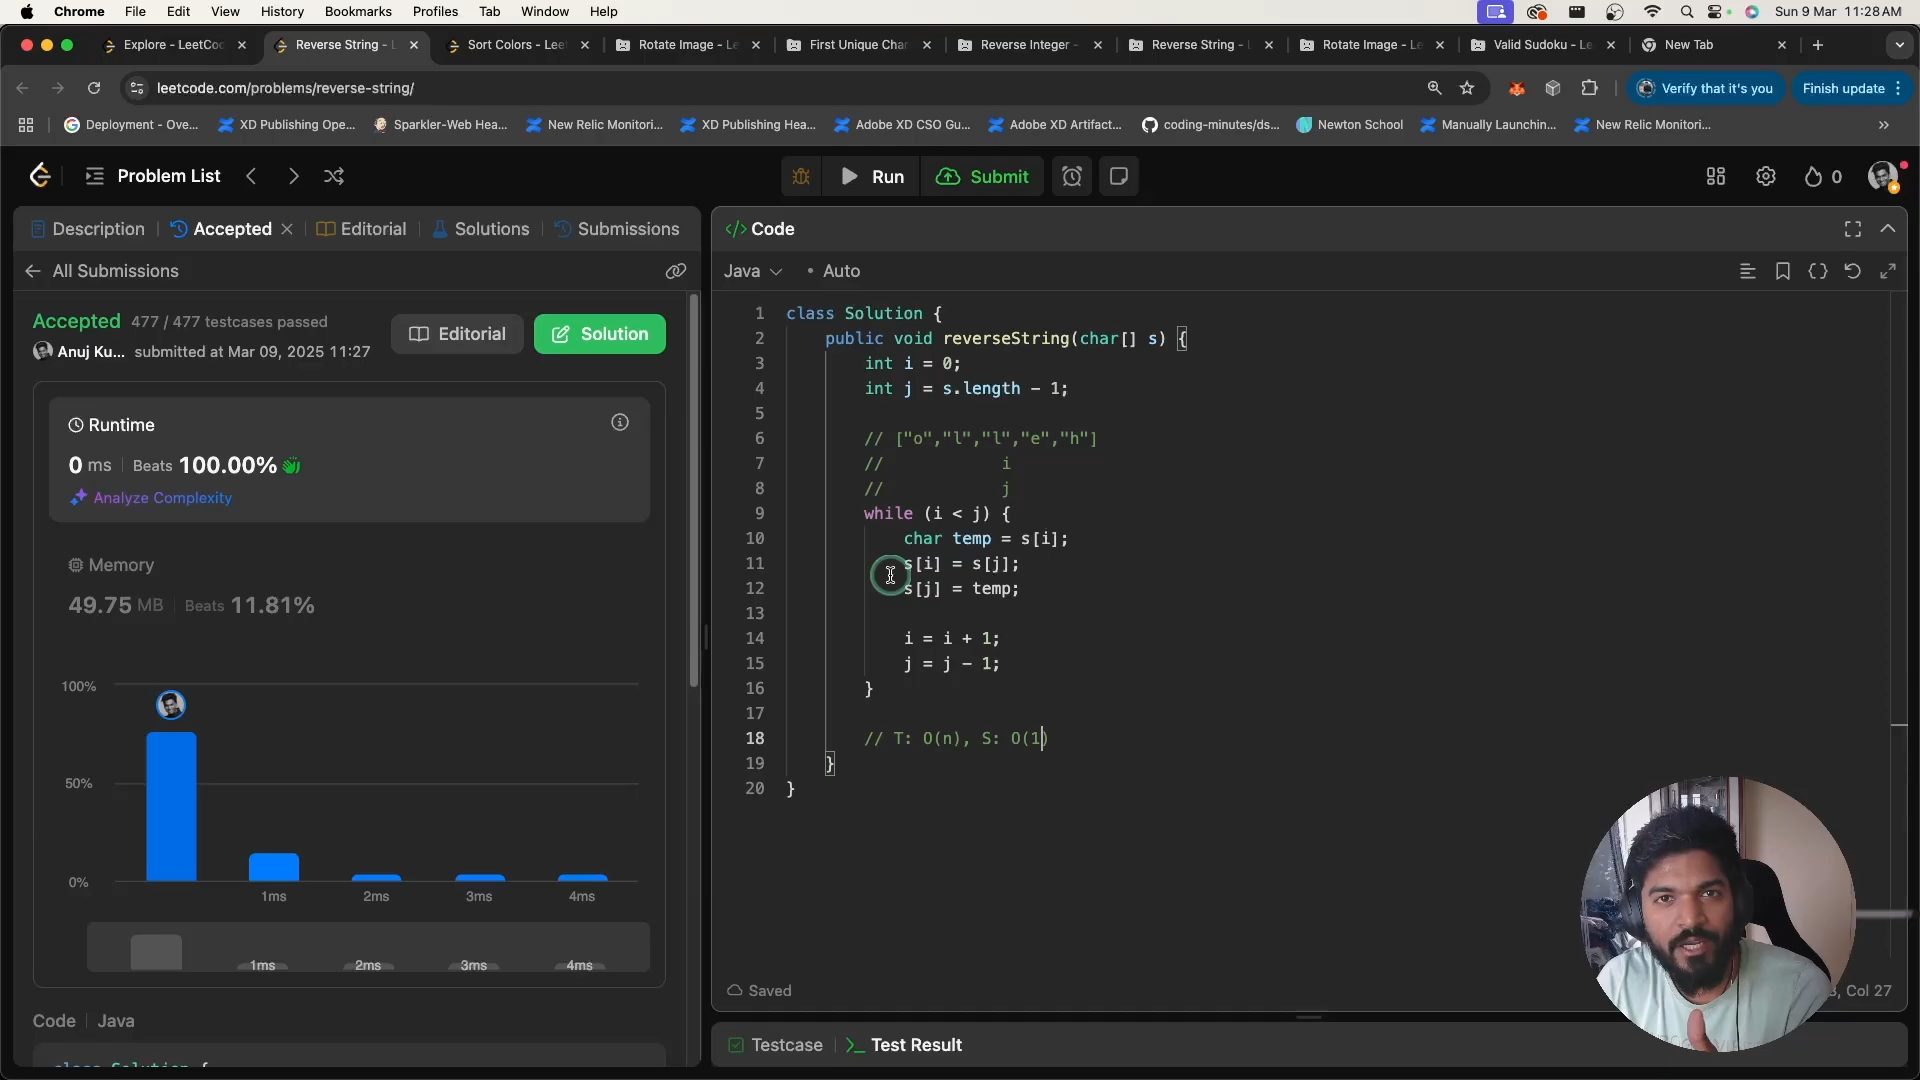 Chrome File Edit View History Bookmarks Profiles Tab Window Help Sun 9 Mar 11:28 AM
Explore - LeetCo Reverse String - L Sort Colors - Leet Rotate Image - Le First Unique Char Reverse Integer - Reverse String - L Rotate Image - Le Valid Sudoku - Le New Tab
leetcode.com/problems/reverse-string/ Verify that it's you Finish update
Deployment - Ove... XD Publishing Ope... Sparkler-Web Hea... New Relic Monitori... XD Publishing Hea... Adobe XD CSO Gu... Adobe XD Artifact... coding-minutes/ds... Newton School Manually Launchin... New Relic Monitori... »
Problem List Run Submit 0
Description Accepted Editorial Solutions Submissions
All Submissions
Accepted 477 / 477 testcases passed
Anuj Ku... submitted at Mar 09, 2025 11:27
Editorial Solution
Runtime
0 ms Beats 100.00%
Analyze Complexity
Memory
49.75 MB Beats 11.81%
100%
50%
0%
1ms 2ms 3ms 4ms
1ms 2ms 3ms 4ms
Code Java
class Solution {
</> Code
Java • Auto
1 class Solution {
2 public void reverseString(char[] s) {
3 int i = 0;
4 int j = s.length - 1;
5
6 // ["o","l","l","e","h"]
7 // i
8 // j
9 while (i < j) {
10 char temp = s[i];
11 s[i] = s[j];
12 s[j] = temp;
13
14 i = i + 1;
15 j = j - 1;
16 }
17
18 // T: O(n), S: O(1)
19 }
20 }
Saved
, Col 27
Testcase >_ Test Result